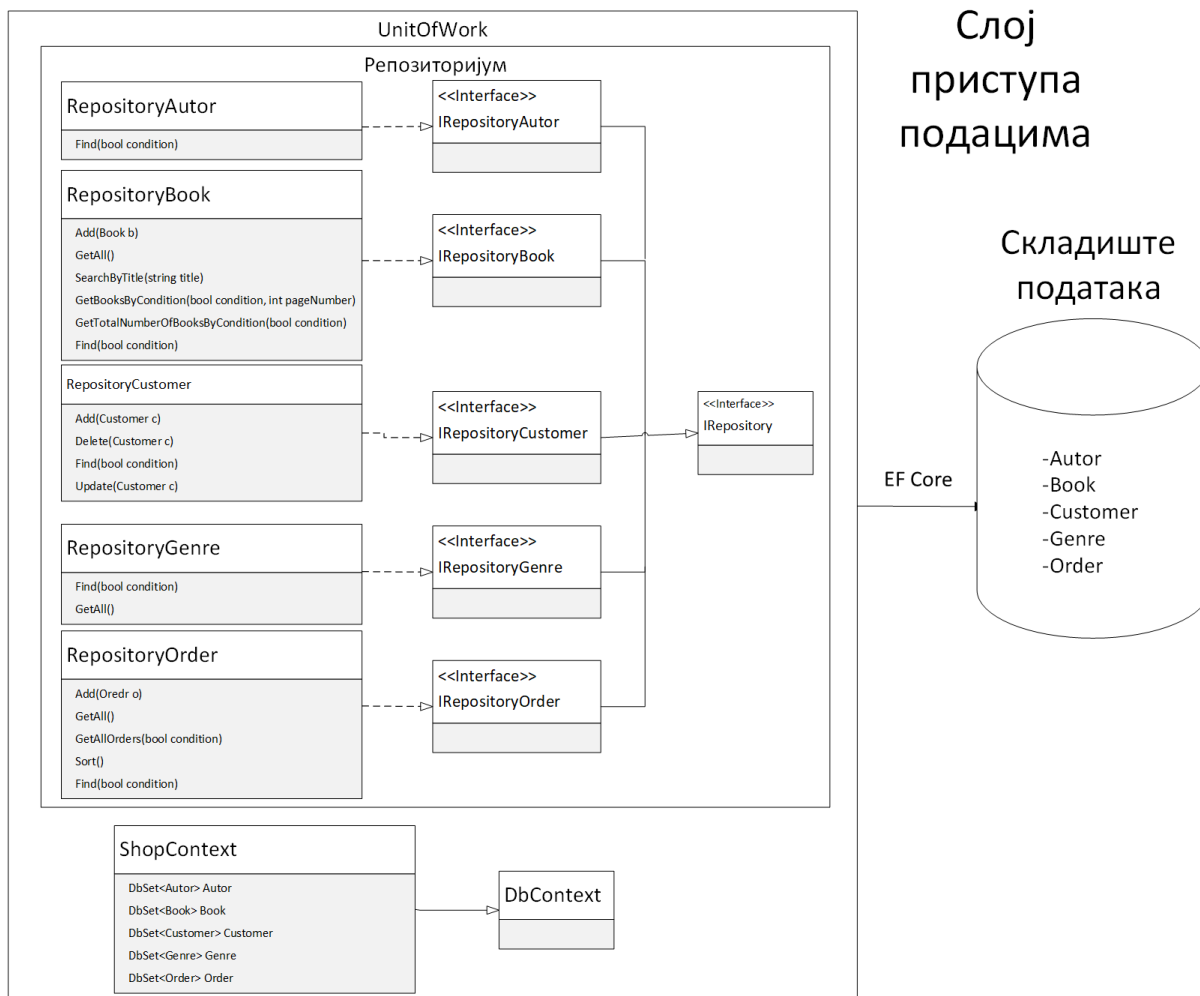 UnitOfWork
Репозиторијум
RepositoryAutor
Find(bool condition)
<<Interface>>
IRepositoryAutor
RepositoryBook
Add(Book b)
GetAll()
SearchByTitle(string title)
GetBooksByCondition(bool condition, int pageNumber)
GetTotalNumberOfBooksByCondition(bool condition)
Find(bool condition)
<<Interface>>
IRepositoryBook
RepositoryCustomer
Add(Customer c)
Delete(Customer c)
Find(bool condition)
Update(Customer c)
<<Interface>>
IRepositoryCustomer
<<Interface>>
IRepository
RepositoryGenre
Find(bool condition)
GetAll()
<<Interface>>
IRepositoryGenre
RepositoryOrder
Add(Oredr o)
GetAll()
GetAllOrders(bool condition)
Sort()
Find(bool condition)
<<Interface>>
IRepositoryOrder
ShopContext
DbSet<Autor> Autor
DbSet<Book> Book
DbSet<Customer> Customer
DbSet<Genre> Genre
DbSet<Order> Order
DbContext
Слој
приступа
подацима
EF Core
Складиште
података
-Autor
-Book
-Customer
-Genre
-Order